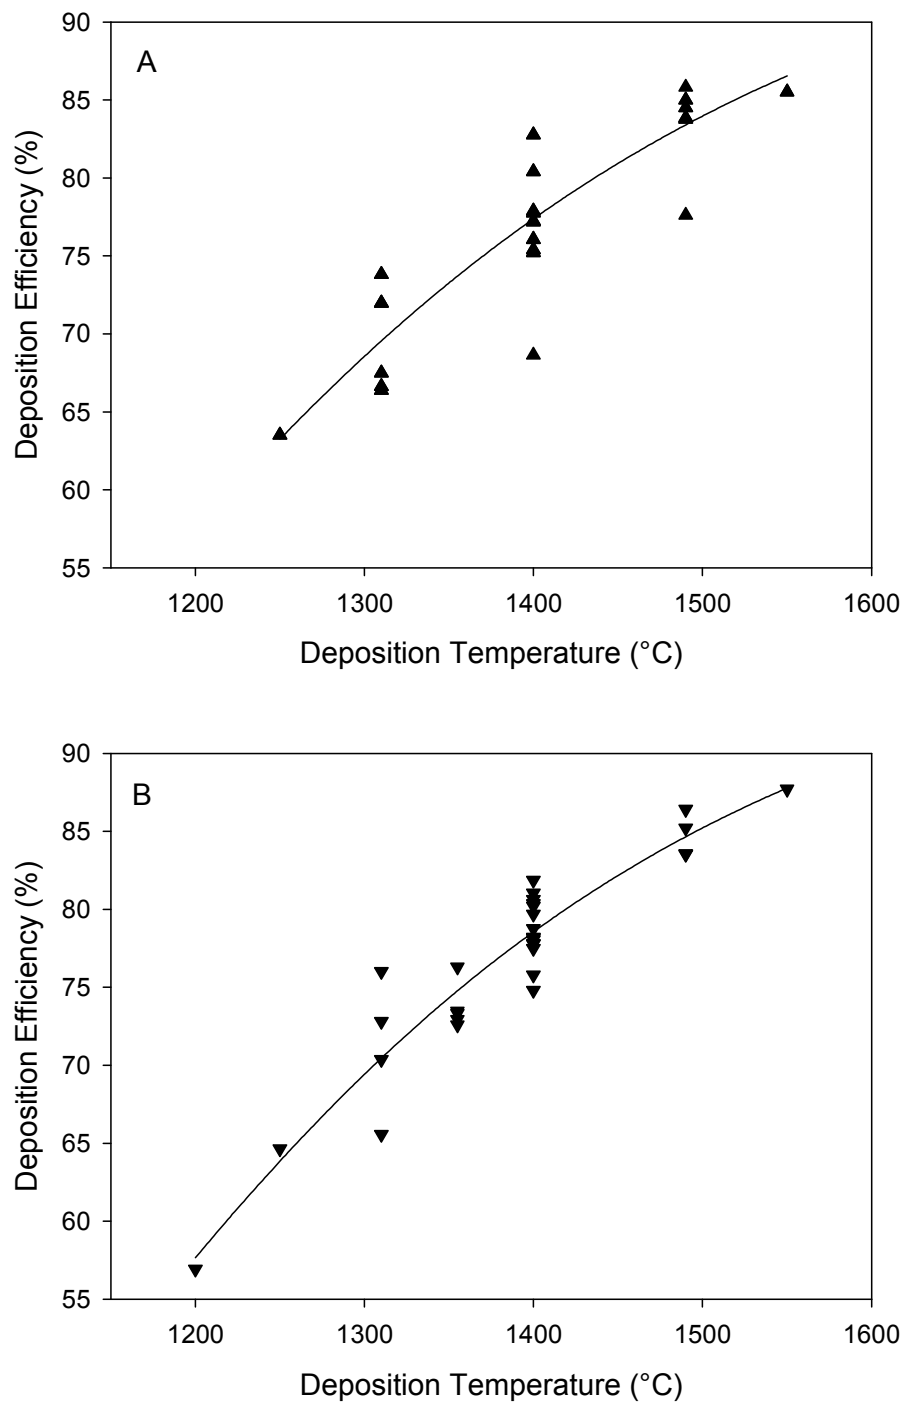 A
90
85
80
75
70
65
60
55
Deposition Efficiency (%)
1200 1300 1400 1500 1600
Deposition Temperature (°C)
B
90
85
80
75
70
65
60
55
Deposition Efficiency (%)
1200 1300 1400 1500 1600
Deposition Temperature (°C)